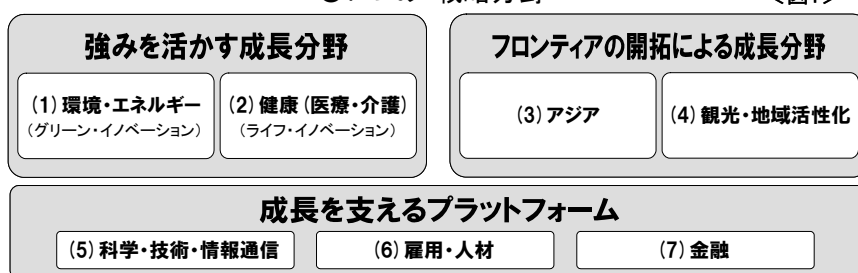 強みを活かす成長分野
(1)環境・エネルギー
(グリーン・イノベーション)
(2)健康(医療・介護)
(ライフ・イノベーション)
フロンティアの開拓による成長分野
(3)アジア
(4)観光・地域活性化
成長を支えるプラットフォーム
(5)科学・技術・情報通信
(6)雇用・人材
(7)金融